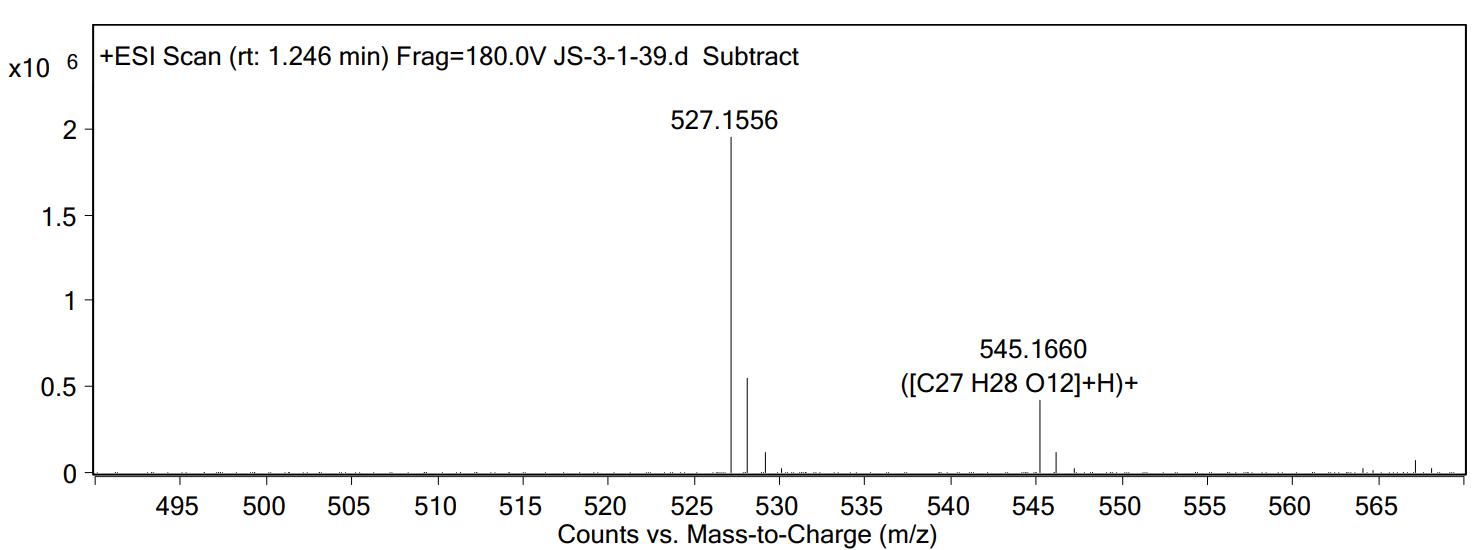 +ESI Scan (rt: 1.246 min) Frag=180.0V JS-3-1-39.d  Subtract
x10 6
527.1556
2
1.5
545.1660
([C27 H28 O12]+H)+
1
0.5
0
495 500 505 510 515 520 525 530 535 540 545 550 555 560 565
Counts vs. Mass-to-Charge (m/z)